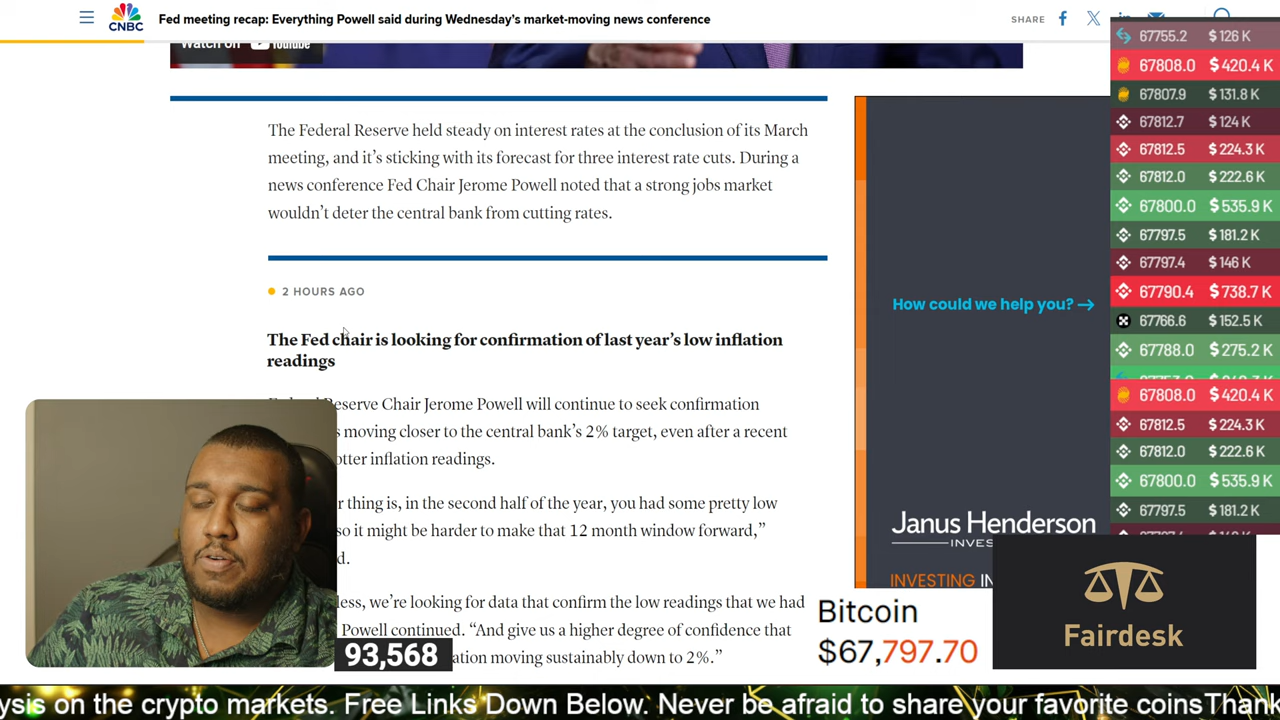 CNBC
Fed meeting recap: Everything Powell said during Wednesday's market-moving news conference
SHARE
Watch on YouTube
The Federal Reserve held steady on interest rates at the conclusion of its March
meeting, and it's sticking with its forecast for three interest rate cuts. During a
news conference Fed Chair Jerome Powell noted that a strong jobs market
wouldn't deter the central bank from cutting rates.
2 HOURS AGO
The Fed chair is looking for confirmation of last year's low inflation
readings
Reserve Chair Jerome Powell will continue to seek confirmation
s moving closer to the central bank's 2% target, even after a recent
otter inflation readings.
r thing is, in the second half of the year, you had some pretty low
so it might be harder to make that 12 month window forward,"
d.
less, we're looking for data that confirm the low readings that we had
Powell continued. "And give us a higher degree of confidence that
ation moving sustainably down to 2%."
93,568
How could we help you? →
Janus Henderson
INVES
INVESTING IN
67755.2 $ 126 K
67808.0 $ 420.4 K
67807.9 $ 131.8 K
67812.7 $ 124 K
67812.5 $ 224.3 K
67812.0 $ 222.6 K
67800.0 $ 535.9 K
67797.5 $ 181.2 K
67797.4 $ 146 K
67790.4 $ 738.7 K
67766.6 $ 152.5 K
67788.0 $ 275.2 K
67808.0 $ 420.4 K
67812.5 $ 224.3 K
67812.0 $ 222.6 K
67800.0 $ 535.9 K
67797.5 $ 181.2 K
Bitcoin
$67,797.70
Fairdesk
ysis on the crypto markets. Free Links Down Below. Never be afraid to share your favorite coinsThank